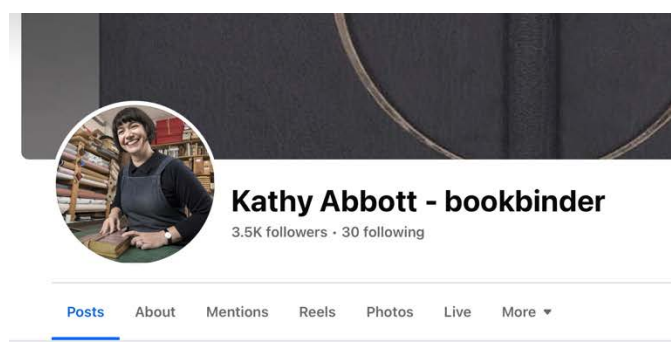 Kathy Abbott - bookbinder
3.5K followers • 30 following
Posts About Mentions Reels Photos Live More ▼